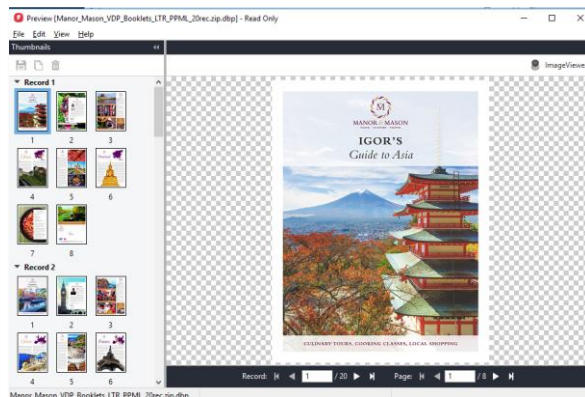 Preview [Manor_Mason_VDP_Booklets_LTR_PPML_20rec.zip.dbp] - Read Only
File Edit View Help
Thumbnails
ImageViewe
Record 1
1 2 3
4 5 6
7 8
Record 2
1 2 3
4 5 6
M
MANOR & MASON
IGOR'S
Guide to Asia
CULINARY TOURS, COOKING CLASSES, LOCAL SHOPPING
Record: 1 / 20 Page: 1 / 8
Manor_Mason_VDP_Booklets_LTR_PPML_20rec.zip.dbp